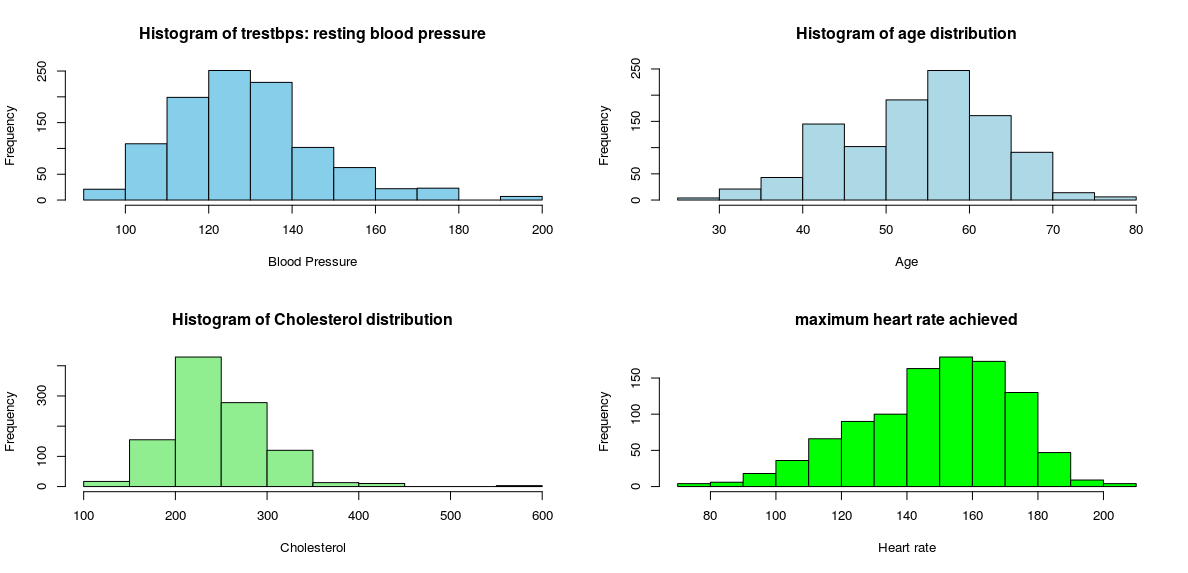 Histogram of trestbps: resting blood pressure
Frequency
0
50
150
250
100 120 140 160 180 200
Blood Pressure
Histogram of age distribution
Frequency
0
50
150
250
30 40 50 60 70 80
Age
Histogram of Cholesterol distribution
Frequency
0
100
300
100 200 300 400 500 600
Cholesterol
maximum heart rate achieved
Frequency
0
50
100
150
80 100 120 140 160 180 200
Heart rate